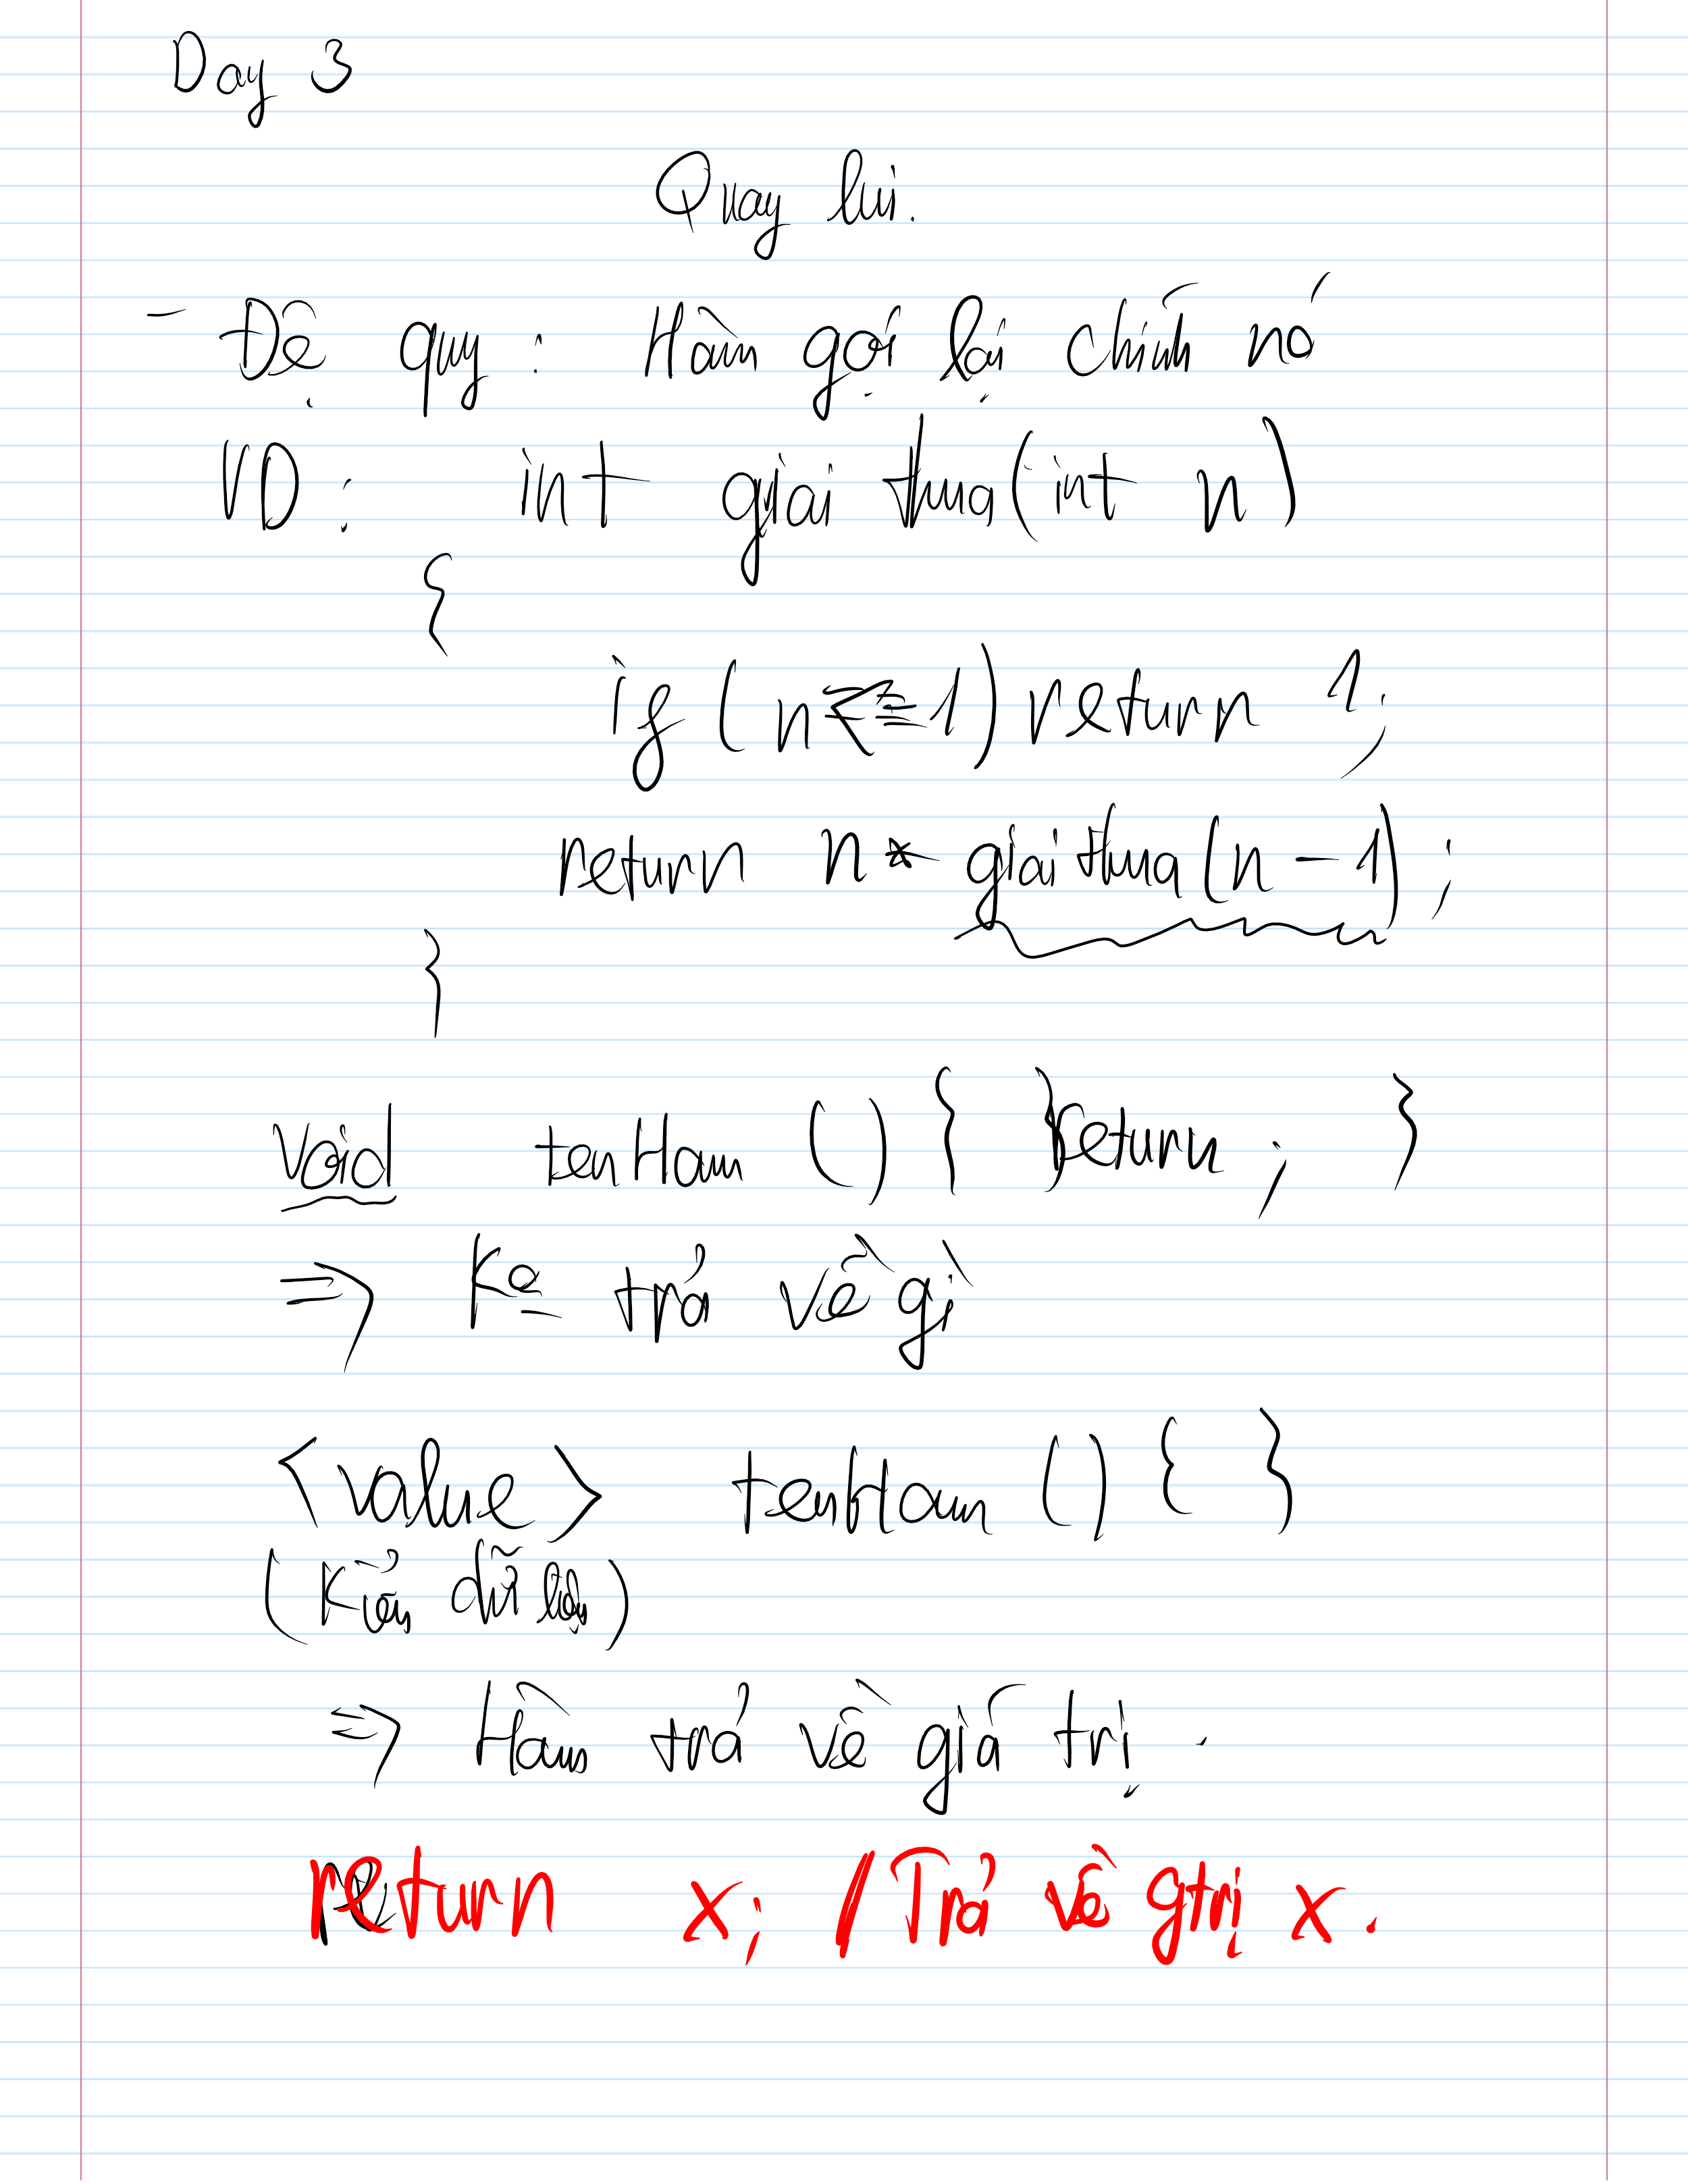 Day 3
Quay lui.
- Đệ quy : Hàm gọi lại chính nó
VD : int giai thua(int n)
{
if ( n <= 1 ) return 1;
return n * giai thua(n - 1) ;
}
Void tenHam () { return ; }
=> Ko trả về gì
<value> tenHam () { }
(Kiểu dữ liệu)
=> Hàm trả về giá trị .
return x; // Trả về gtrị x.